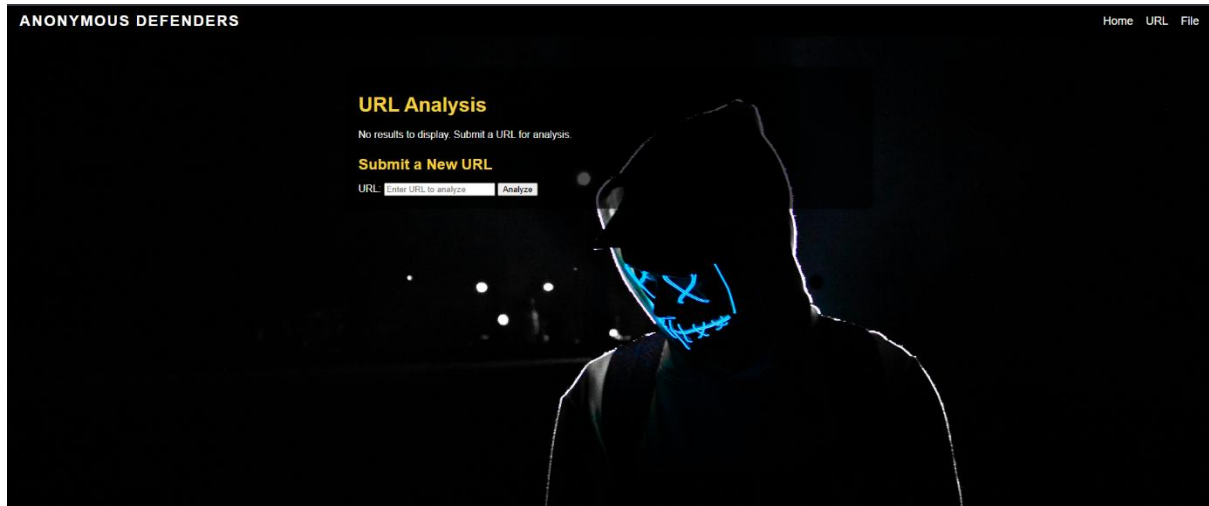 ANONYMOUS DEFENDERS
Home URL File
URL Analysis
No results to display. Submit a URL for analysis.
Submit a New URL
URL: Enter URL to analyze Analyze